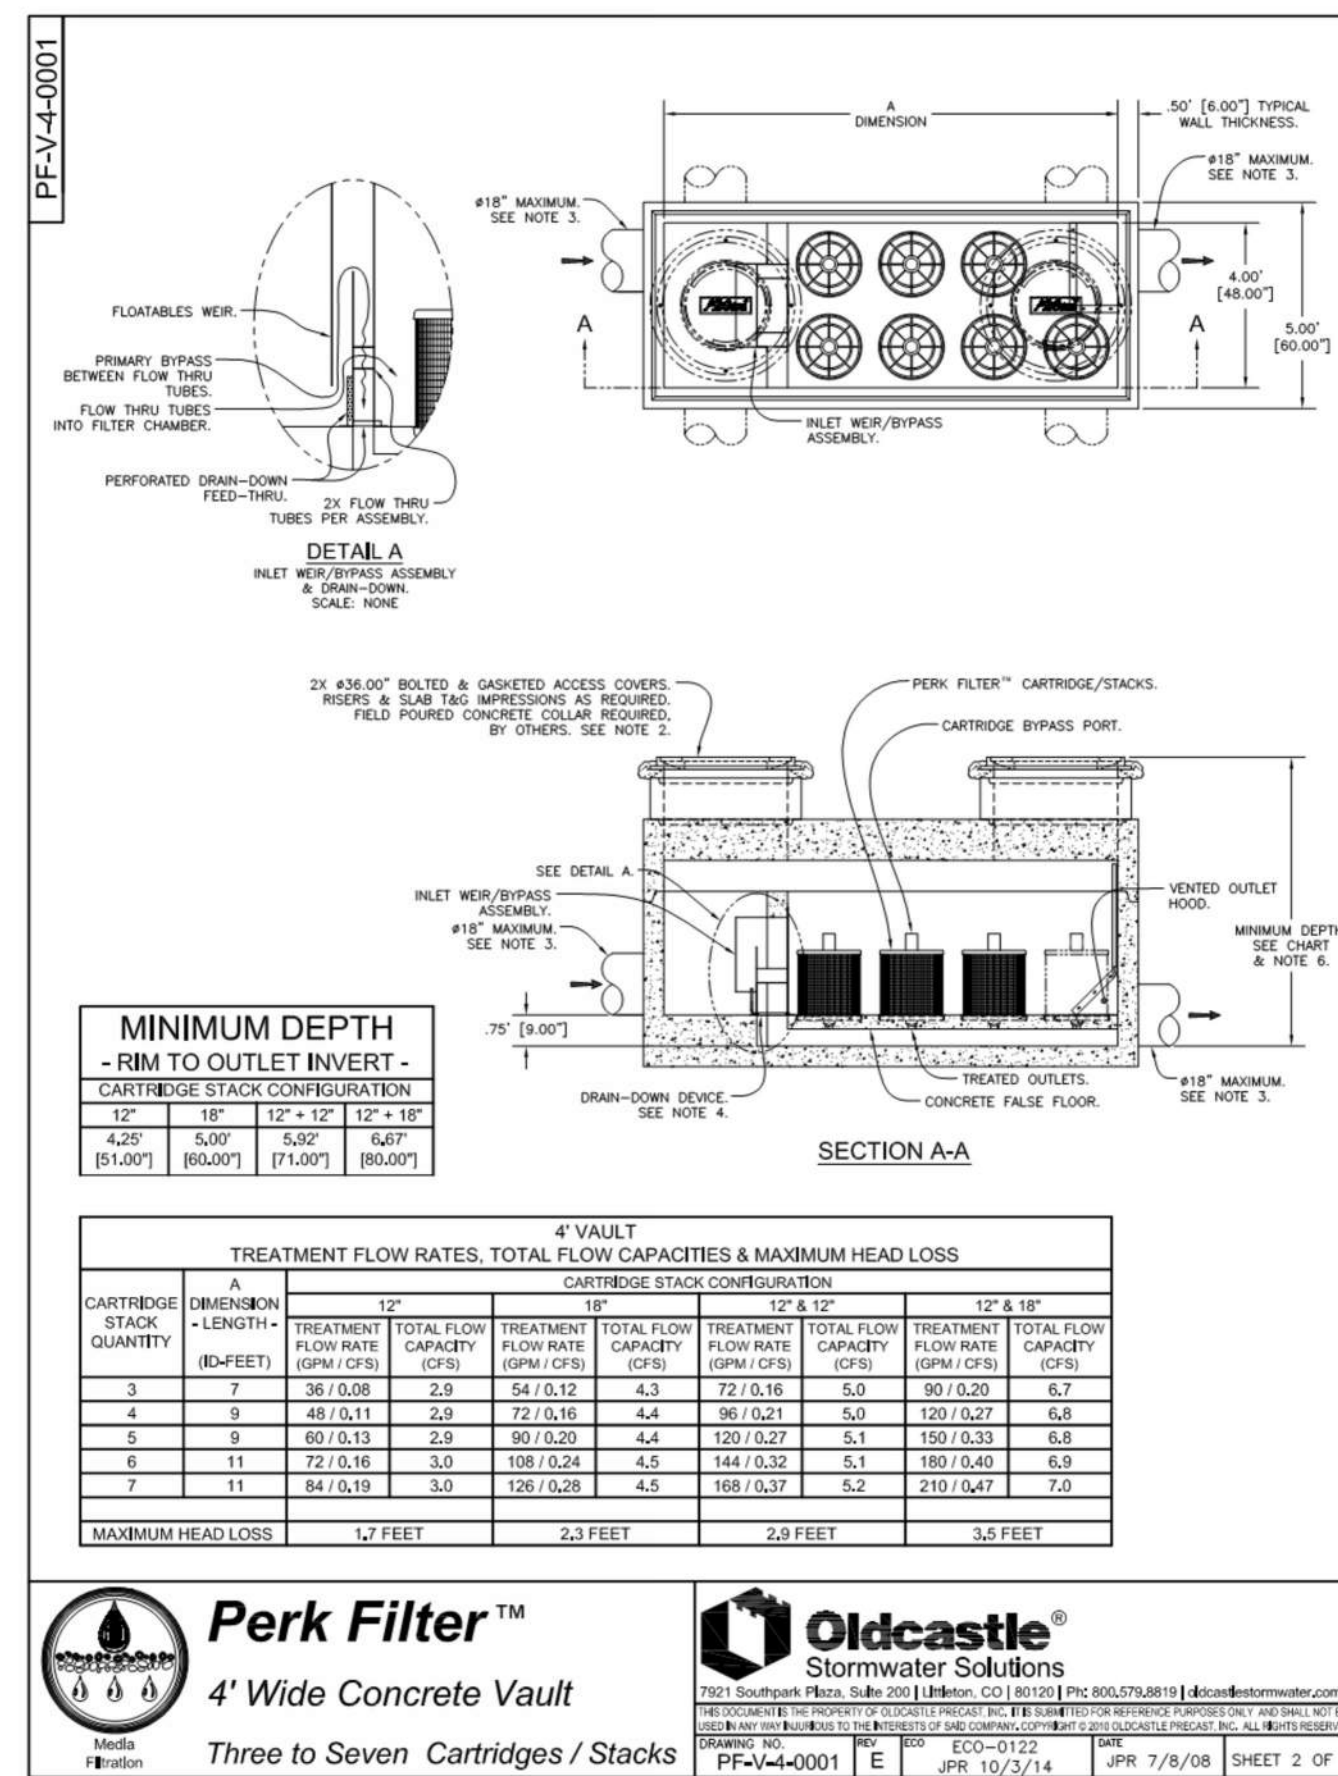 PF-V-4-0001
A
DIMENSION
.50' [6.00"] TYPICAL
WALL THICKNESS.
ø18" MAXIMUM.
SEE NOTE 3.
ø18" MAXIMUM.
SEE NOTE 3.
4.00'
[48.00"]
5.00'
[60.00"]
A
A
INLET WEIR/BYPASS
ASSEMBLY.
FLOATABLES WEIR.
PRIMARY BYPASS
BETWEEN FLOW THRU
TUBES.
FLOW THRU TUBES
INTO FILTER CHAMBER.
PERFORATED DRAIN-DOWN
FEED-THRU.
2X FLOW THRU
TUBES PER ASSEMBLY.
DETAIL A
INLET WEIR/BYPASS ASSEMBLY
& DRAIN-DOWN.
SCALE: NONE
2X ø36.00" BOLTED & GASKETED ACCESS COVERS.
RISERS & SLAB T&G IMPRESSIONS AS REQUIRED.
FIELD POURED CONCRETE COLLAR REQUIRED,
BY OTHERS. SEE NOTE 2.
PERK FILTER™ CARTRIDGE/STACKS.
CARTRIDGE BYPASS PORT.
SEE DETAIL A.
INLET WEIR/BYPASS
ASSEMBLY.
ø18" MAXIMUM.
SEE NOTE 3.
VENTED OUTLET
HOOD.
MINIMUM DEPTH
SEE CHART
& NOTE 6.
.75' [9.00"]
DRAIN-DOWN DEVICE.
SEE NOTE 4.
TREATED OUTLETS.
CONCRETE FALSE FLOOR.
ø18" MAXIMUM.
SEE NOTE 3.
SECTION A-A
MINIMUM DEPTH
- RIM TO OUTLET INVERT -
CARTRIDGE STACK CONFIGURATION
12" 18" 12" + 12" 12" + 18"
4.25' 5.00' 5.92' 6.67'
[51.00"] [60.00"] [71.00"] [80.00"]
4' VAULT
TREATMENT FLOW RATES, TOTAL FLOW CAPACITIES & MAXIMUM HEAD LOSS
CARTRIDGE STACK QUANTITY
A DIMENSION - LENGTH - (ID-FEET)
CARTRIDGE STACK CONFIGURATION
12" 18" 12" & 12" 12" & 18"
TREATMENT TOTAL FLOW TREATMENT TOTAL FLOW TREATMENT TOTAL FLOW TREATMENT TOTAL FLOW
FLOW RATE CAPACITY FLOW RATE CAPACITY FLOW RATE CAPACITY FLOW RATE CAPACITY
(GPM / CFS) (CFS) (GPM / CFS) (CFS) (GPM / CFS) (CFS) (GPM / CFS) (CFS)
3 7 36 / 0.08 2.9 54 / 0.12 4.3 72 / 0.16 5.0 90 / 0.20 6.7
4 9 48 / 0.11 2.9 72 / 0.16 4.4 96 / 0.21 5.0 120 / 0.27 6.8
5 9 60 / 0.13 2.9 90 / 0.20 4.4 120 / 0.27 5.1 150 / 0.33 6.8
6 11 72 / 0.16 3.0 108 / 0.24 4.5 144 / 0.32 5.1 180 / 0.40 6.9
7 11 84 / 0.19 3.0 126 / 0.28 4.5 168 / 0.37 5.2 210 / 0.47 7.0
MAXIMUM HEAD LOSS 1.7 FEET 2.3 FEET 2.9 FEET 3.5 FEET
Media
Filtration
Perk Filter™
4' Wide Concrete Vault
Three to Seven Cartridges / Stacks
Oldcastle®
Stormwater Solutions
7921 Southpark Plaza, Suite 200 | Littleton, CO | 80120 | Ph: 800.579.8819 | oldcastlestormwater.com
THIS DOCUMENT IS THE PROPERTY OF OLDCASTLE PRECAST, INC. IT IS SUBMITTED FOR REFERENCE PURPOSES ONLY AND SHALL NOT
USED IN ANY WAY INJURIOUS TO THE INTERESTS OF SAID COMPANY. COPYRIGHT © 2010 OLDCASTLE PRECAST, INC. ALL RIGHTS
DRAWING NO. REV ECO DATE
PF-V-4-0001 E ECO-0122 JPR 7/8/08 SHEET 2 OF
JPR 10/3/14